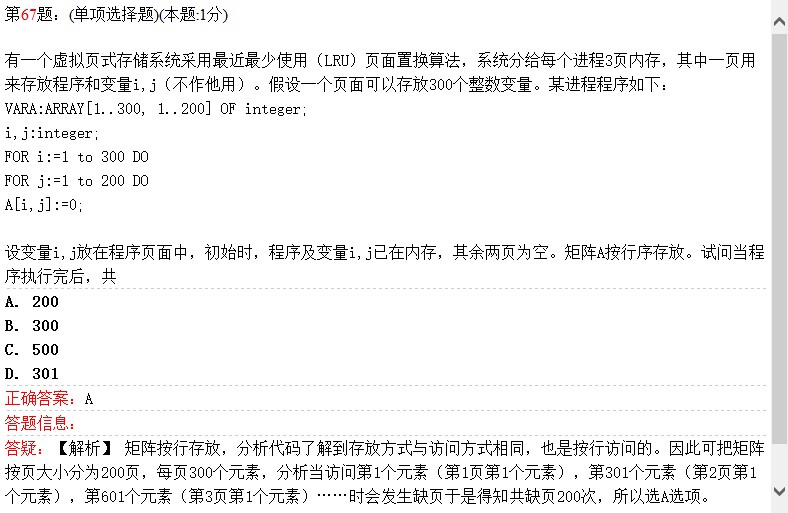 第67题：(单项选择题)(本题:1分)
有一个虚拟页式存储系统采用最近最少使用（LRU）页面置换算法，系统分给每个进程3页内存，其中一页用
来存放程序和变量i,j（不作他用）。假设一个页面可以存放300个整数变量。某进程程序如下：
VARA:ARRAY[1..300, 1..200] OF integer;
i,j:integer;
FOR i:=1 to 300 DO
FOR j:=1 to 200 DO
A[i,j]:=0;
设变量i,j放在程序页面中，初始时，程序及变量i,j已在内存，其余两页为空。矩阵A按行序存放。试问当程
序执行完后，共
A. 200
B. 300
C. 500
D. 301
正确答案：A
答题信息：
答疑：【解析】 矩阵按行存放，分析代码了解到存放方式与访问方式相同，也是按行访问的。因此可把矩阵
按页大小分为200页，每页300个元素，分析当访问第1个元素（第1页第1个元素），第301个元素（第2页第1
个元素），第601个元素（第3页第1个元素）……时会发生缺页于是得知共缺页200次，所以选A选项。